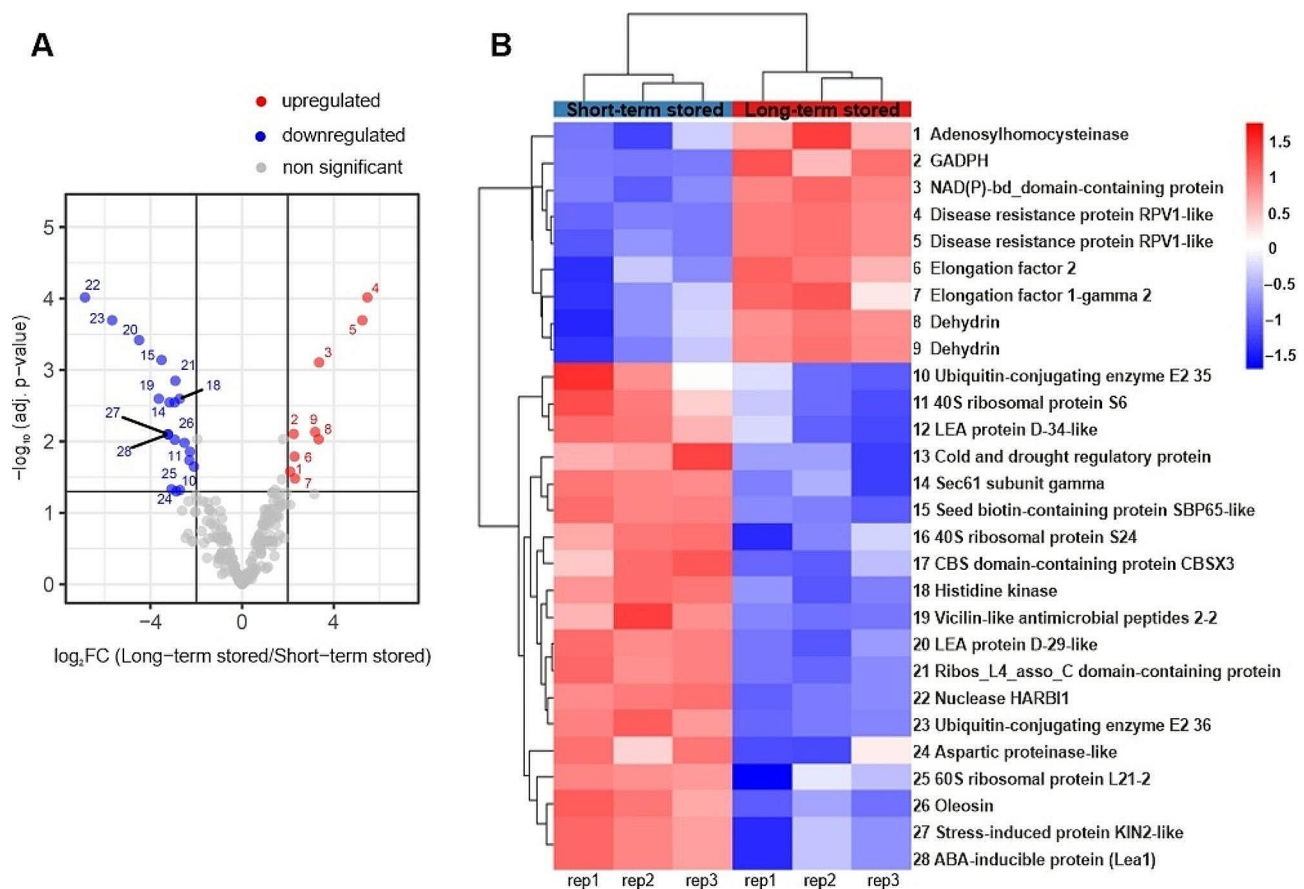 A
upregulated
downregulated
non significant
5
4
3
2
1
0
−log₁₀ (adj. p-value)
22
23
20
15
21
19
18
14
27
26
28
11
25
10
24
4
5
3
2
9
8
6
1
7
−4
0
4
log₂FC (Long−term stored/Short−term stored)
B
Short-term stored
Long-term stored
1 Adenosylhomocysteinase
2 GADPH
3 NAD(P)-bd_domain-containing protein
4 Disease resistance protein RPV1-like
5 Disease resistance protein RPV1-like
6 Elongation factor 2
7 Elongation factor 1-gamma 2
8 Dehydrin
9 Dehydrin
10 Ubiquitin-conjugating enzyme E2 35
11 40S ribosomal protein S6
12 LEA protein D-34-like
13 Cold and drought regulatory protein
14 Sec61 subunit gamma
15 Seed biotin-containing protein SBP65-like
16 40S ribosomal protein S24
17 CBS domain-containing protein CBSX3
18 Histidine kinase
19 Vicilin-like antimicrobial peptides 2-2
20 LEA protein D-29-like
21 Ribos_L4_asso_C domain-containing protein
22 Nuclease HARBI1
23 Ubiquitin-conjugating enzyme E2 36
24 Aspartic proteinase-like
25 60S ribosomal protein L21-2
26 Oleosin
27 Stress-induced protein KIN2-like
28 ABA-inducible protein (Lea1)
rep1
rep2
rep3
rep1
rep2
rep3
1.5
1
0.5
0
−0.5
−1
−1.5